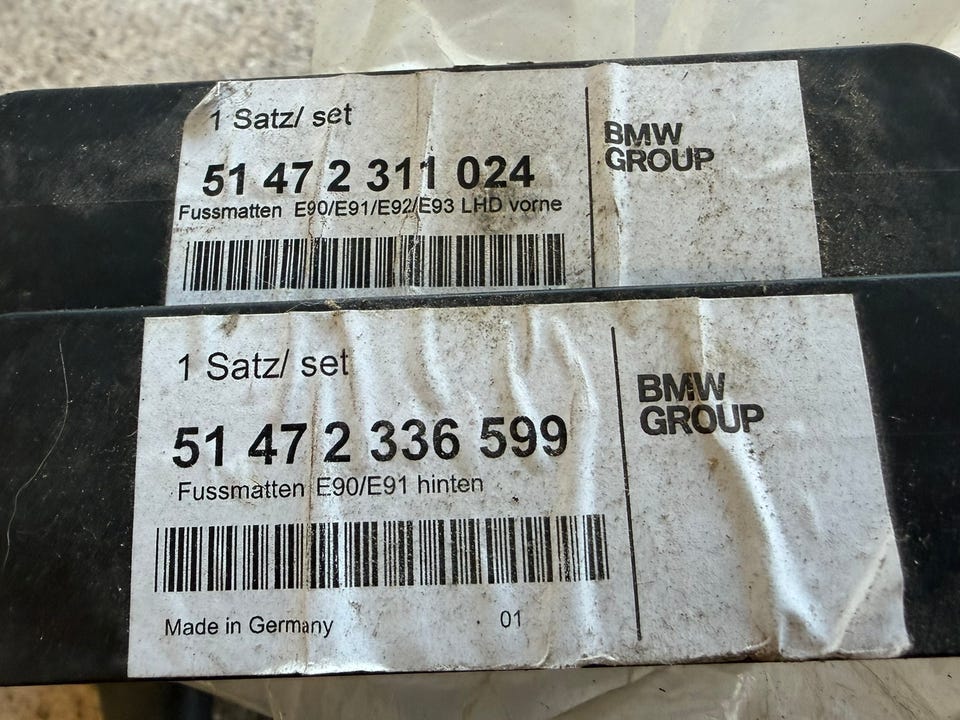 1 Satz/ set
51 47 2 311 024
Fussmatten E90/E91/E92/E93 LHD vorne
BMW
GROUP
1 Satz/ set
51 47 2 336 599
Fussmatten E90/E91 hinten
Made in Germany 01
BMW
GROUP